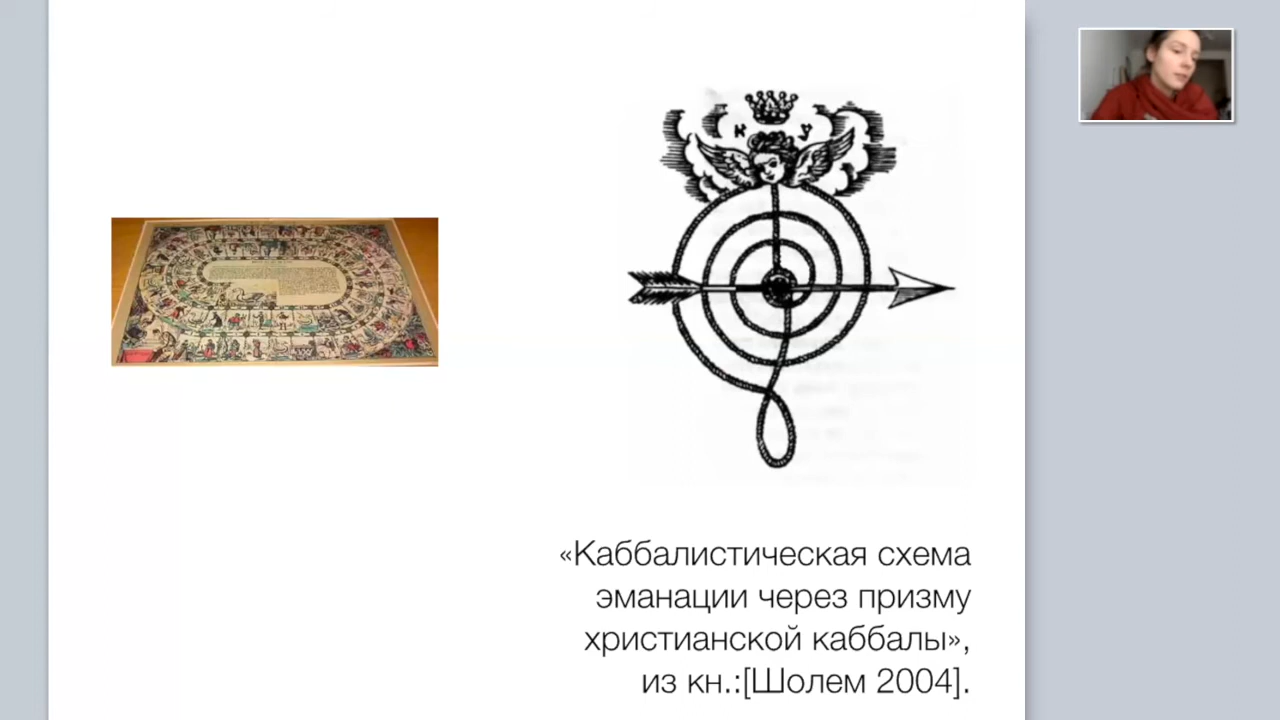 «Каббалистическая схема
эманации через призму
христианской каббалы»,
из кн.:[Шолем 2004].